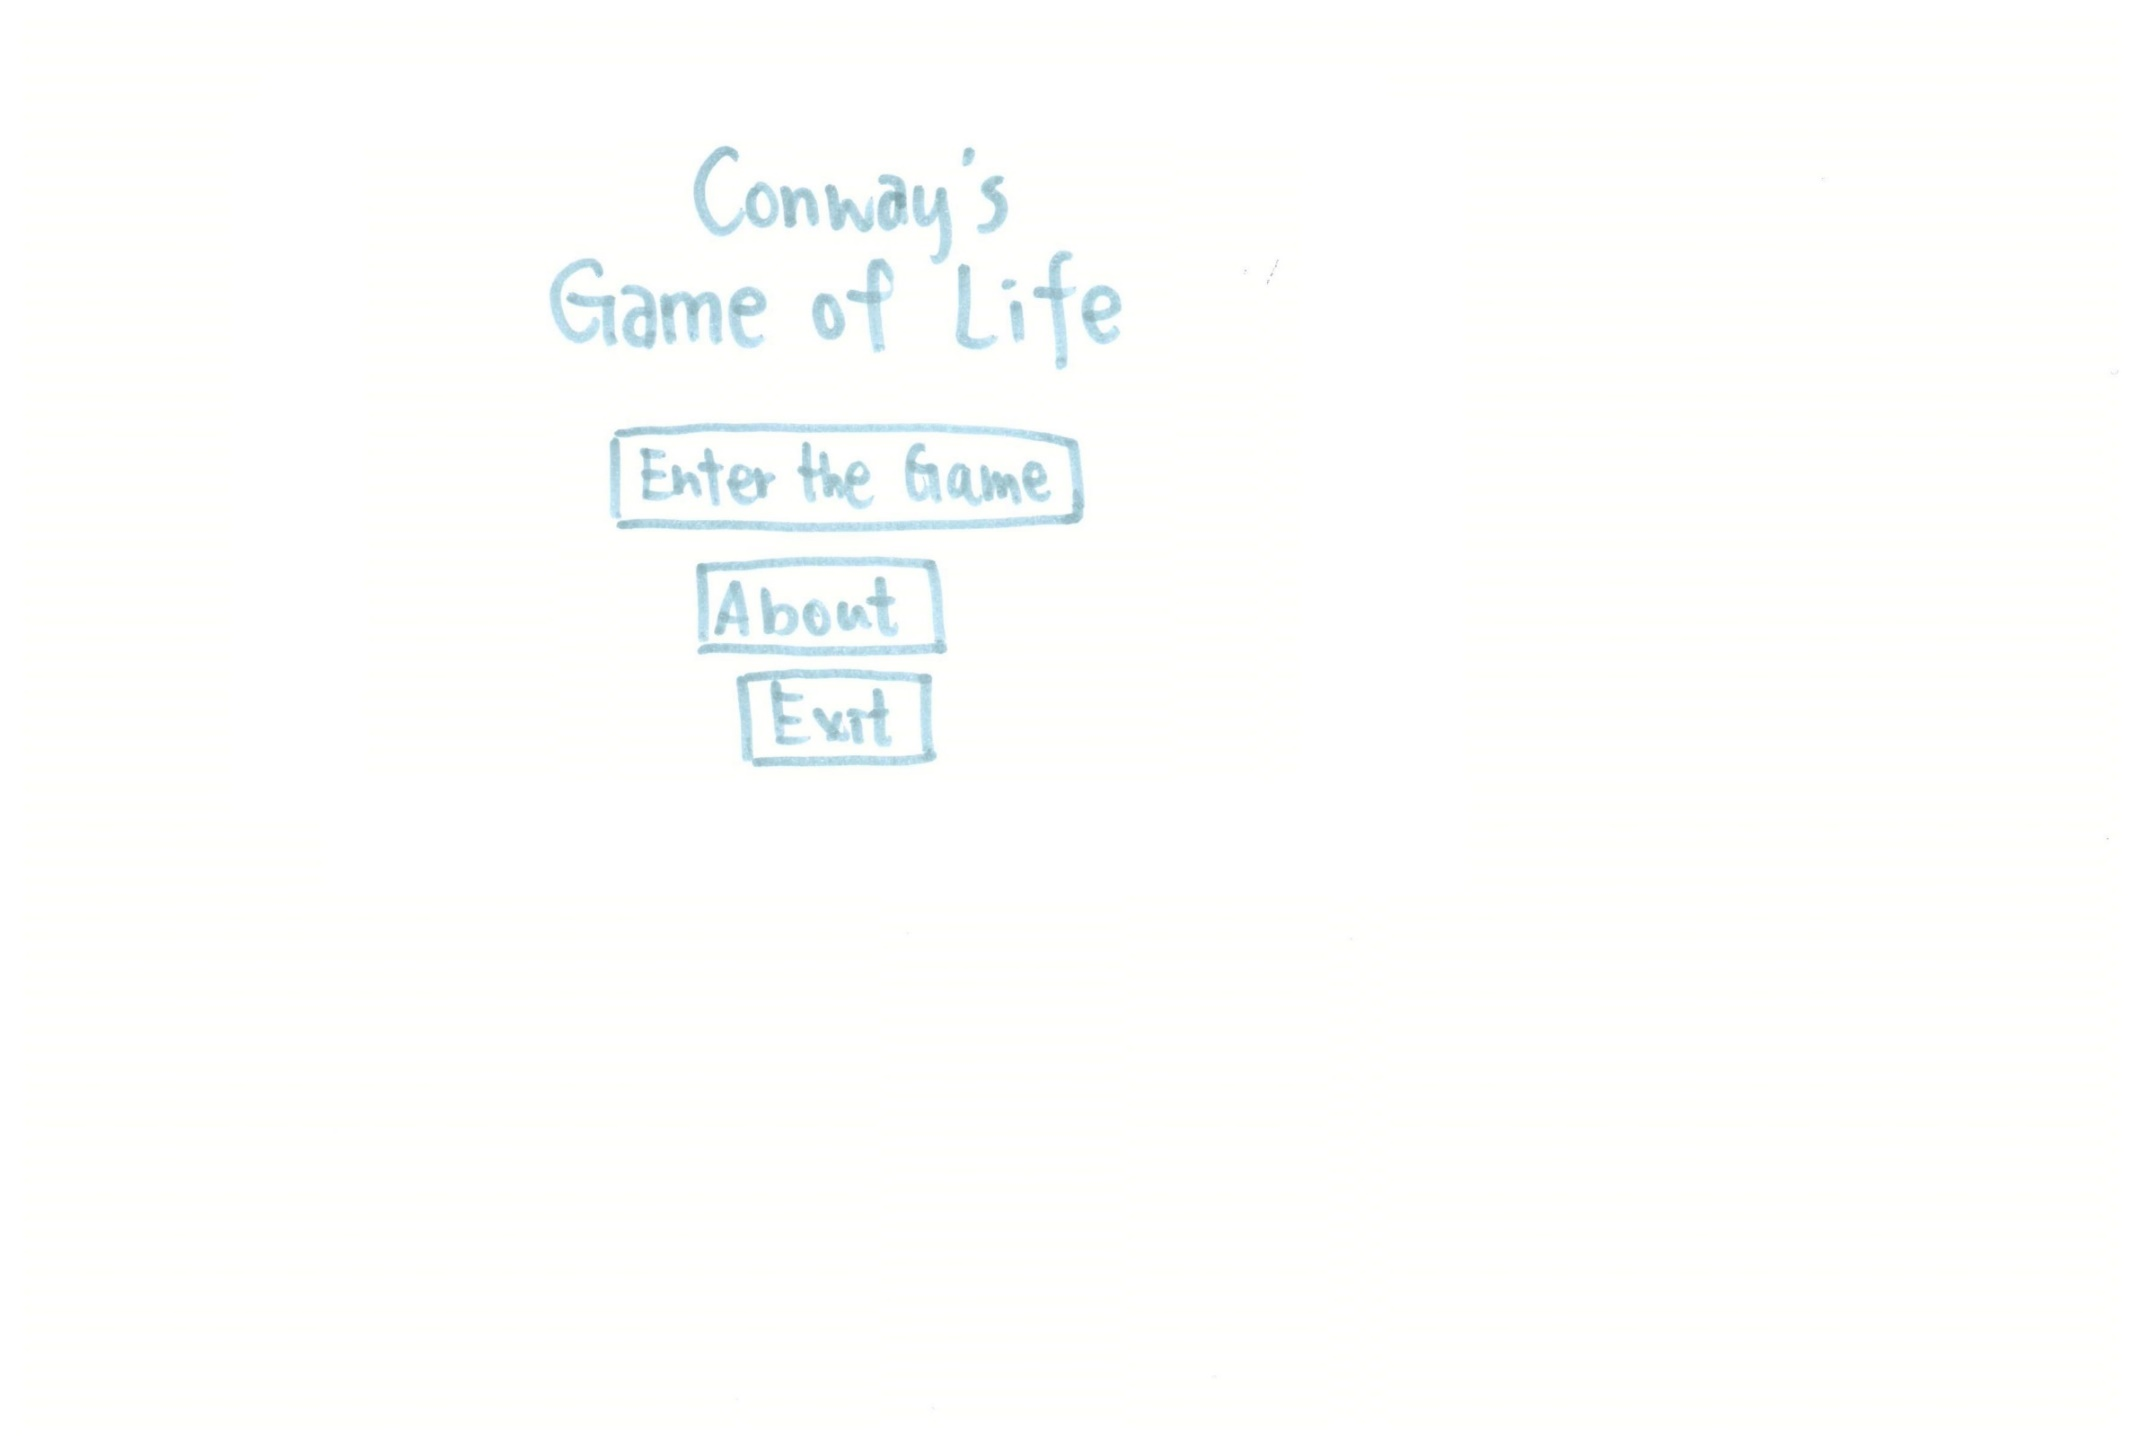 Conway's
Game of Life
Enter the Game
About
Exit